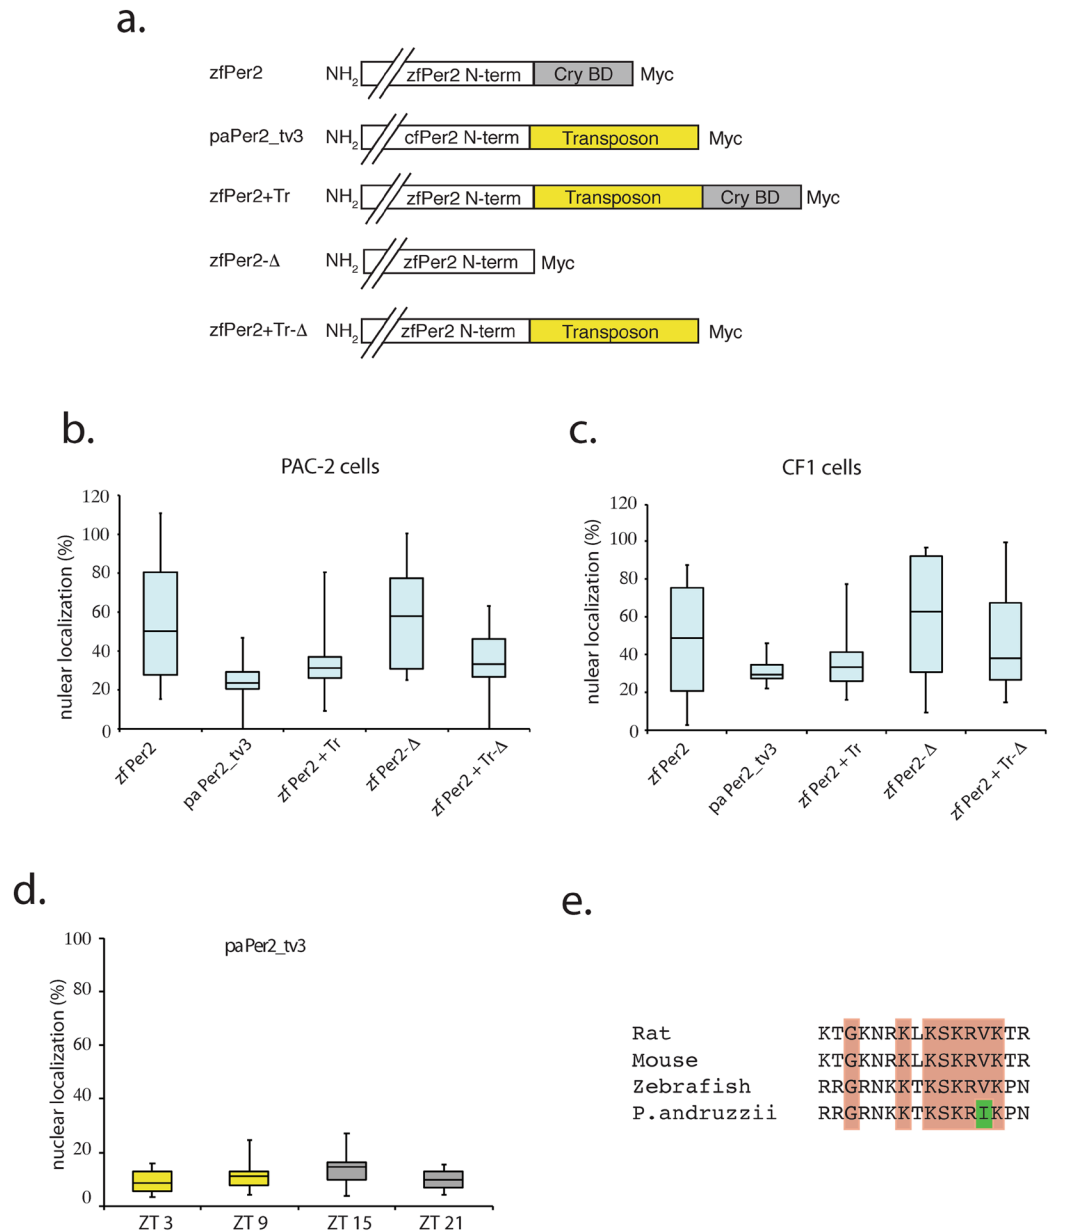 a.
zfPer2 NH2 zfPer2 N-term Cry BD Myc
paPer2_tv3 NH2 cfPer2 N-term Transposon Myc
zfPer2+Tr NH2 zfPer2 N-term Transposon Cry BD Myc
zfPer2-Δ NH2 zfPer2 N-term Myc
zfPer2+Tr-Δ NH2 zfPer2 N-term Transposon Myc
b.
PAC-2 cells
nulear localization (%)
120
100
80
60
40
20
0
zf Per2
pa Per2_tv3
zf Per2 + Tr
zf Per2-Δ
zf Per2 + Tr-Δ
c.
CF1 cells
nulear localization (%)
120
100
80
60
40
20
0
zf Per2
pa Per2_tv3
zf Per2 + Tr
zf Per2-Δ
zf Per2 + Tr-Δ
d.
pa Per2_tv3
nuclear localization (%)
100
80
60
40
20
0
ZT 3 ZT 9 ZT 15 ZT 21
e.
Rat KTGKNRKLKSKRVKTR
Mouse KTGKNRKLKSKRVKTR
Zebrafish RRGRNKKTKSKRVKPN
P.andruzzii RRGRNKKTKSKRIKPN